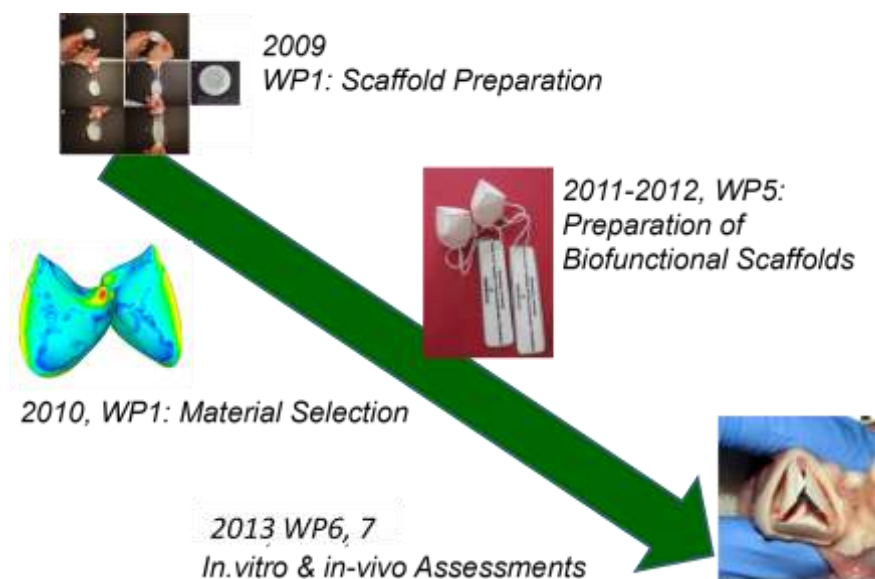 2009
WP1: Scaffold Preparation
2011-2012, WP5:
Preparation of
Biofunctional Scaffolds
2010, WP1: Material Selection
2013 WP6, 7
In.vitro & in-vivo Assessments